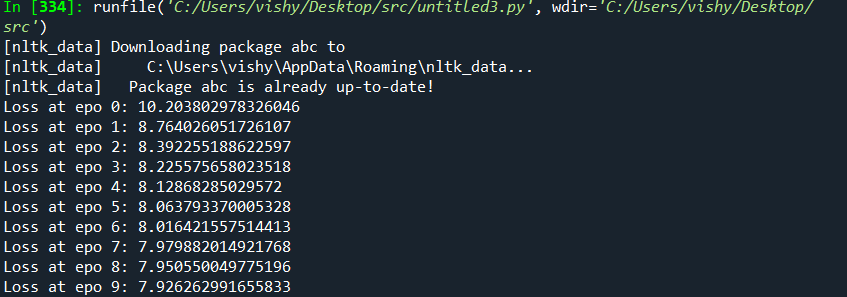 In [334]: runfile('C:/Users/vishy/Desktop/src/untitled3.py', wdir='C:/Users/vishy/Desktop/
src')
[nltk_data] Downloading package abc to
[nltk_data]     C:\Users\vishy\AppData\Roaming\nltk_data...
[nltk_data]   Package abc is already up-to-date!
Loss at epo 0: 10.203802978326046
Loss at epo 1: 8.764026051726107
Loss at epo 2: 8.392255188622597
Loss at epo 3: 8.225575658023518
Loss at epo 4: 8.12868285029572
Loss at epo 5: 8.063793370005328
Loss at epo 6: 8.016421557514413
Loss at epo 7: 7.979882014921768
Loss at epo 8: 7.950550049775196
Loss at epo 9: 7.926262991655833